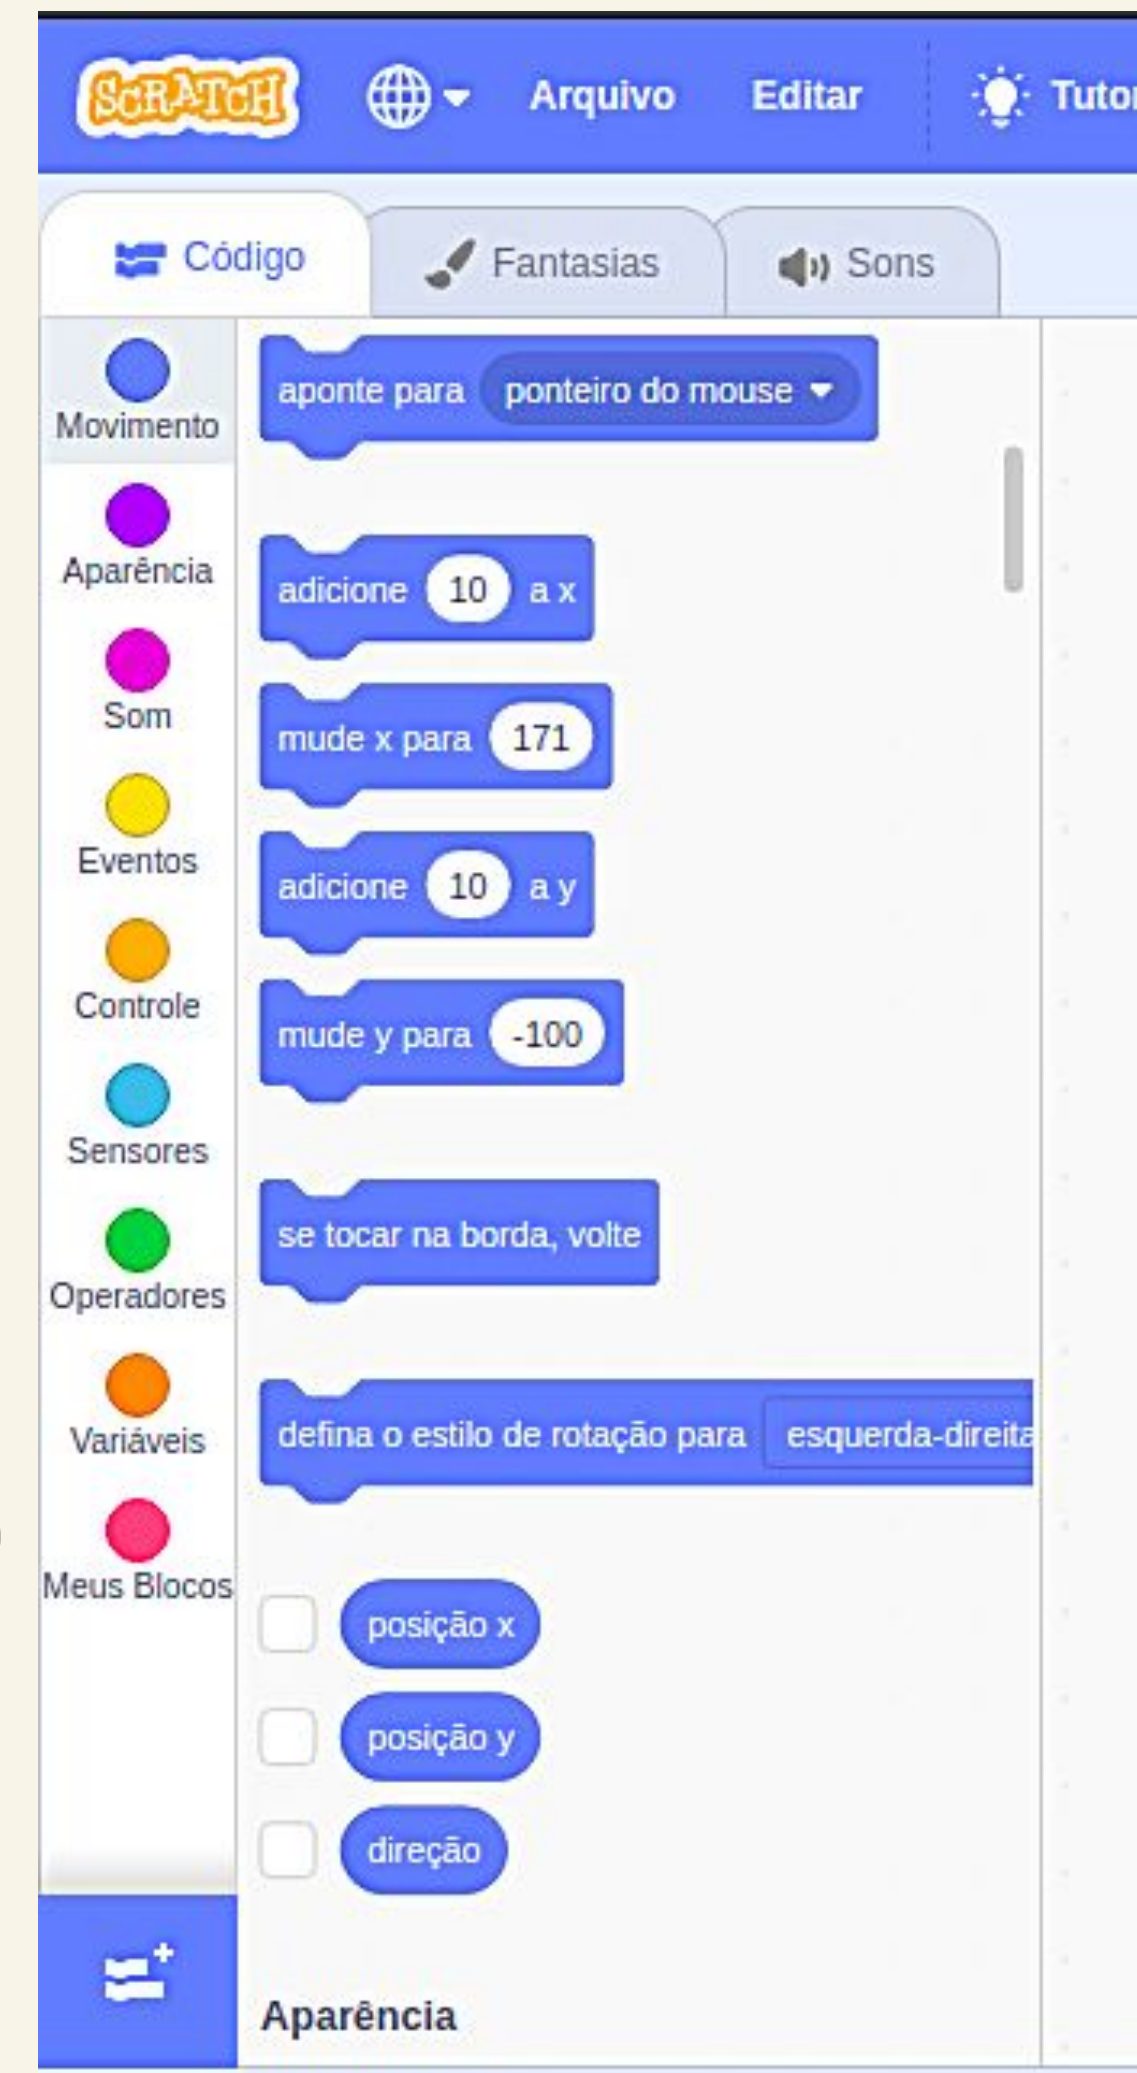 SCRATCH Arquivo Editar
Código Fantasias Sons
Movimento
Aparência
Som
Eventos
Controle
Sensores
Operadores
Variáveis
Meus Blocos
aponte para ponteiro do mouse
adicione 10 a x
mude x para 171
adicione 10 a y
mude y para -100
se tocar na borda, volte
defina o estilo de rotação para esquerda-direita
posição x
posição y
direção
Aparência